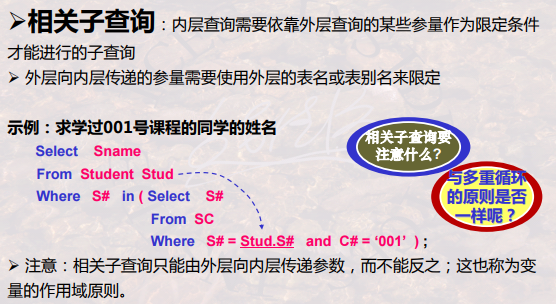 ➢相关子查询：内层查询需要依靠外层查询的某些参量作为限定条件
才能进行的子查询
➢ 外层向内层传递的参量需要使用外层的表名或表别名来限定
示例：求学过001号课程的同学的姓名
Select Sname
From Student Stud
Where S# in ( Select S#
From SC
Where S# = Stud.S# and C# = ‘001’ ) ;
相关子查询要
注意什么？
与多重循环
的原则是否
一样呢？
➢ 注意：相关子查询只能由外层向内层传递参数，而不能反之；这也称为变
量的作用域原则。